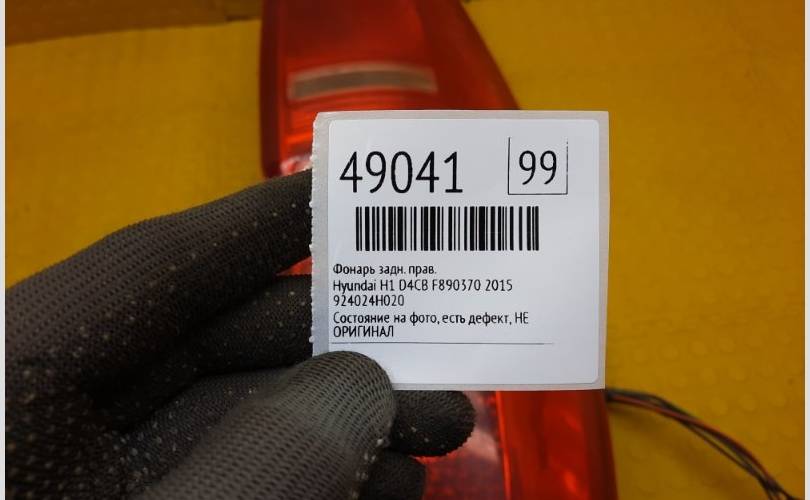 49041 99
Фонарь задн. прав.
Hyundai H1 D4CB F890370 2015
924024H020
Состояние на фото, есть дефект, НЕ
ОРИГИНАЛ